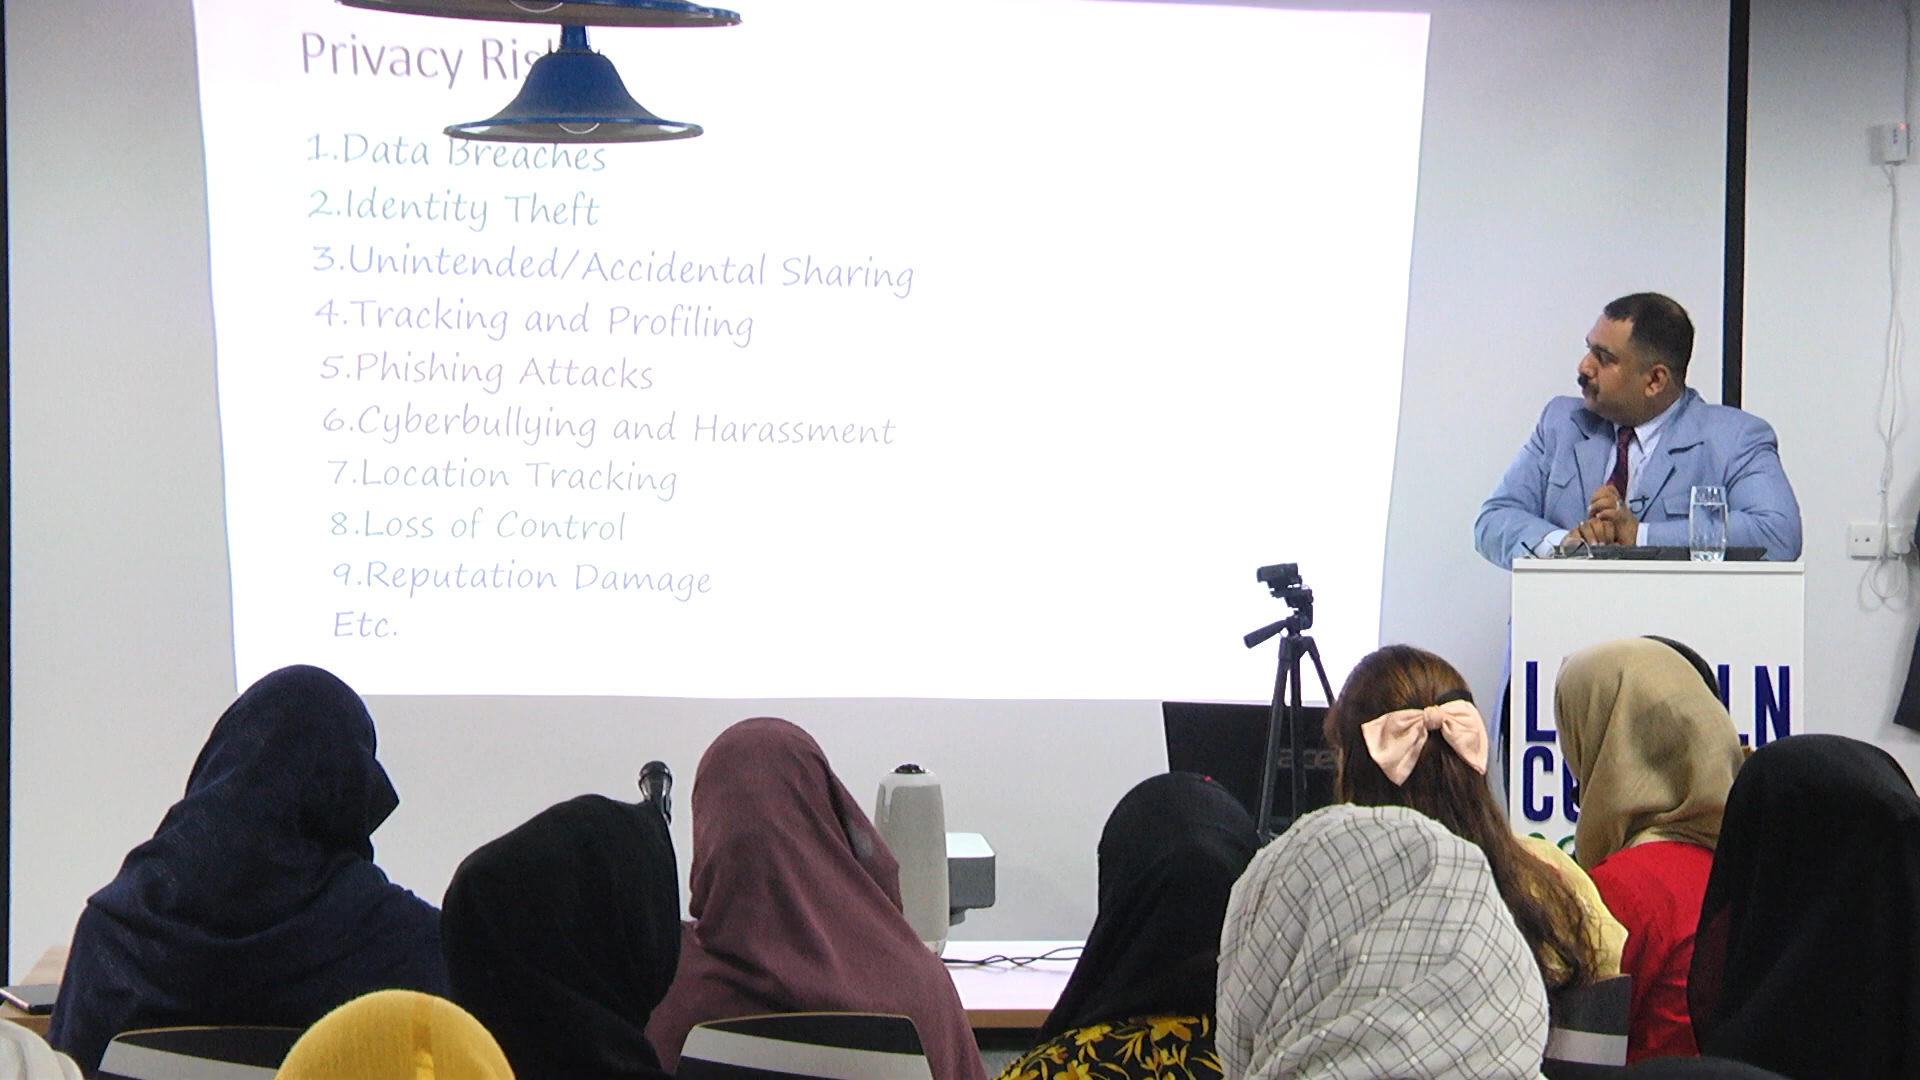 Privacy
1.Data Breaches
2.Identity Theft
3.Unintended/Accidental Sharing
4.Tracking and Profiling
5.Phishing Attacks
6.Cyberbullying and Harassment
7.Location Tracking
8.Loss of Control
9.Reputation Damage
Etc.